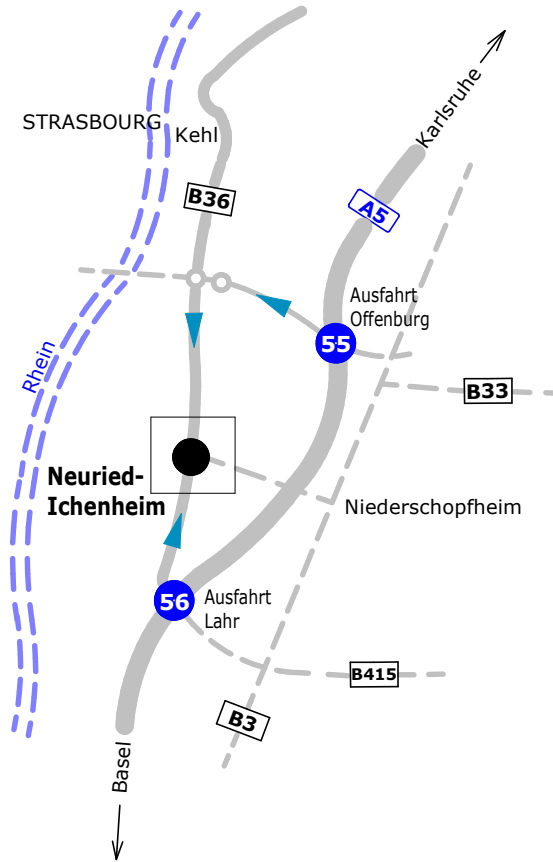 Karlsruhe
STRASBOURG
Kehl
B36
A5
Ausfahrt
Offenburg
55
Rhein
B33
Neuried-
Ichenheim
Niederschopfheim
56
Ausfahrt
Lahr
B415
B3
Basel